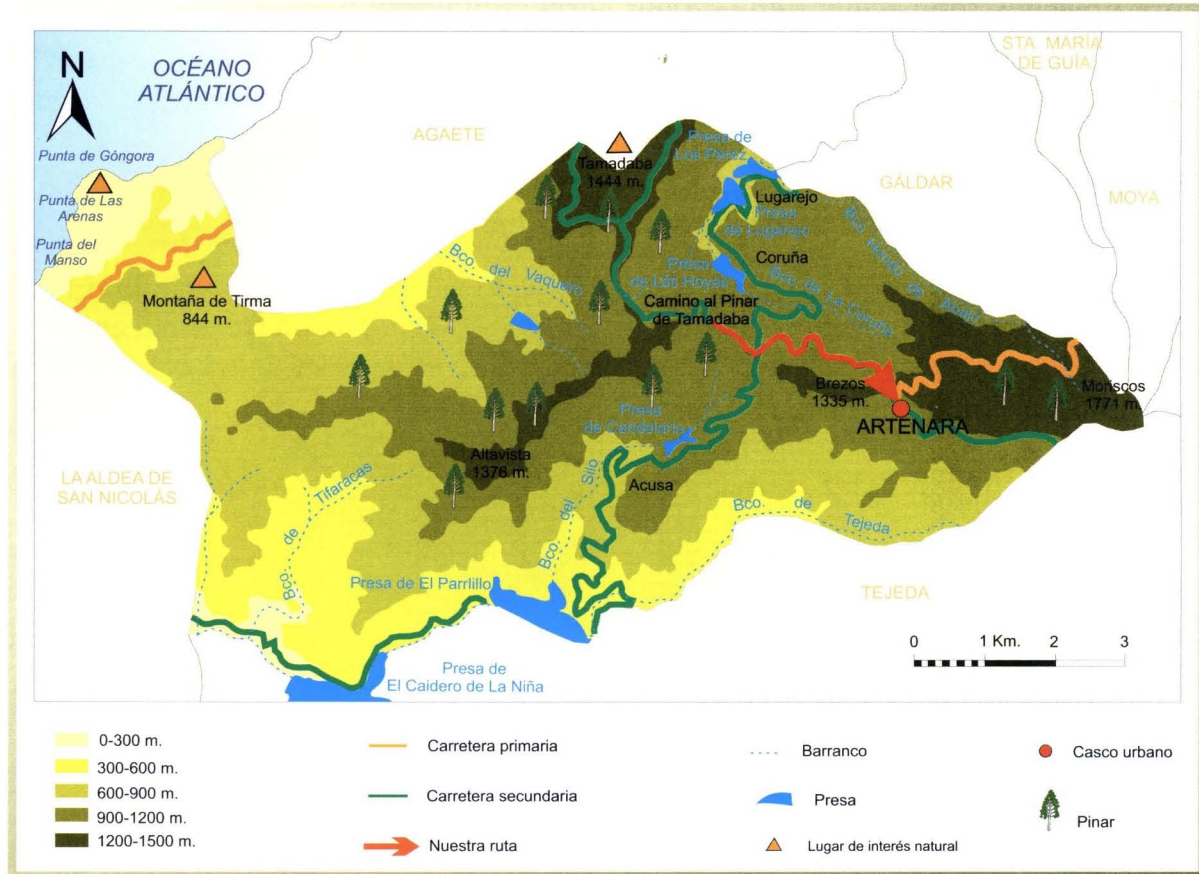 N
OCÉANO
ATLÁNTICO
STA. MARÍA
DE GUÍA
AGAETE
Punta de Góngora
Punta de Las
Arenas
Punta del
Manso
Tamadaba
1444 m.
Presa de
Los Pérez
GÁLDAR
MOYA
Lugarejo
Presa
de Lugarejo
Bco. Hondo de Abajo
Montaña de Tirma
844 m.
Bco. del Vaquero
Presa
de Las Hoyas
Coruña
Bco. de La Coruña
Camino al Pinar
de Tamadaba
Brezos
1335 m.
Moriscos
1771 m.
ARTENARA
Presa
de Candelaria
Altavista
1376 m.
LA ALDEA DE
SAN NICOLÁS
Bco. de Tifaracas
Bco. del Silo
Acusa
Bco. de Tejeda
Presa de El Parrlillo
TEJEDA
Presa de
El Caidero de La Niña
0 1 Km. 2 3
0-300 m.
300-600 m.
600-900 m.
900-1200 m.
1200-1500 m.
Carretera primaria
Carretera secundaria
Nuestra ruta
Barranco
Presa
Lugar de interés natural
Casco urbano
Pinar